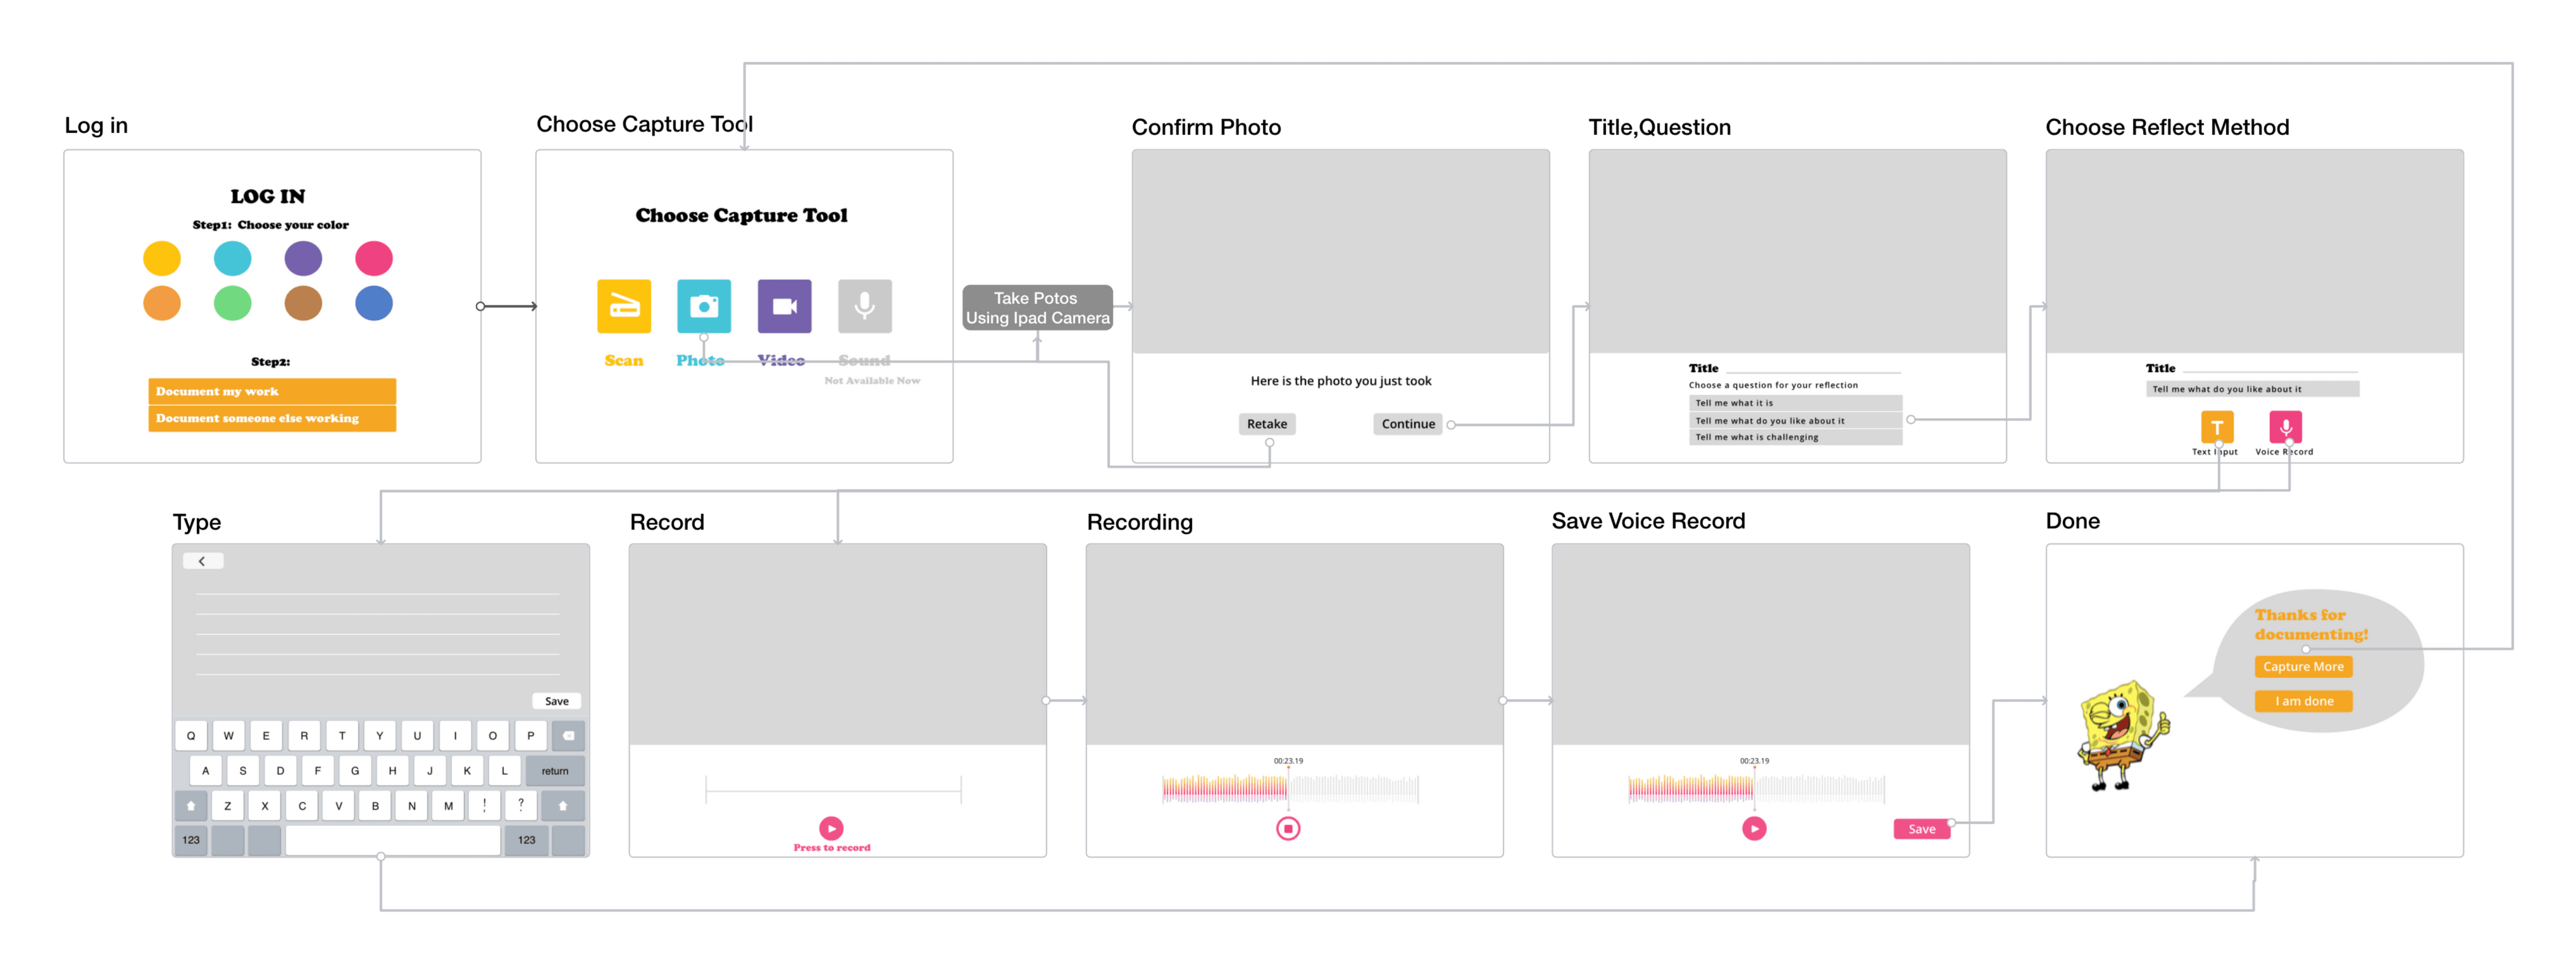 Log in
LOG IN
Step1: Choose your color
Step2:
Document my work
Document someone else working
Choose Capture Tool
Choose Capture Tool
Scan
Photo
Video
Sound
Not Available Now
Take Potos
Using Ipad Camera
Confirm Photo
Here is the photo you just took
Retake
Continue
Title,Question
Title
Choose a question for your reflection
Tell me what it is
Tell me what do you like about it
Tell me what is challenging
Choose Reflect Method
Title
Tell me what do you like about it
T
Text Input
Voice Record
Type
Save
Q W E R T Y U I O P
A S D F G H J K L return
Z X C V B N M ! ?
123 123
Record
Press to record
Recording
00:23.19
Save Voice Record
00:23.19
Save
Done
Thanks for
documenting!
Capture More
I am done